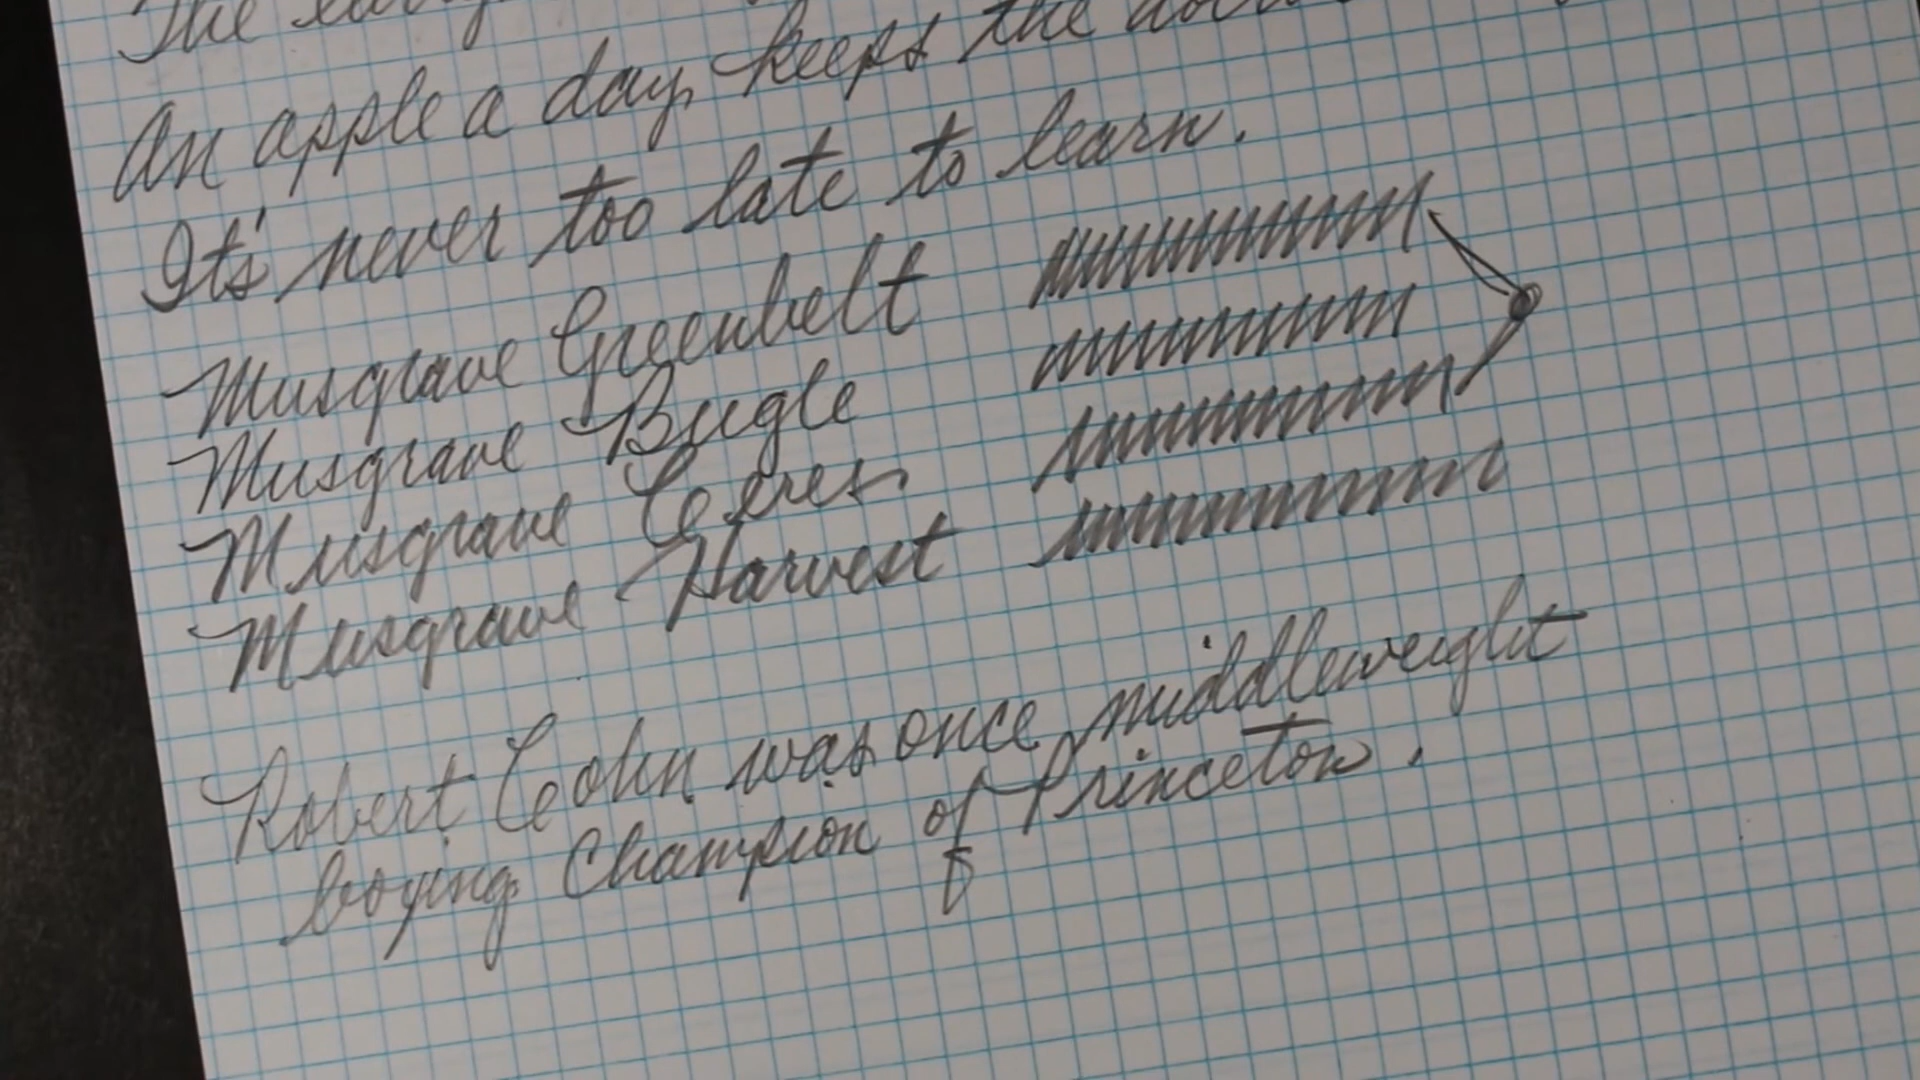 The
An apple a day keeps the
It's never too late to learn.
Musgrave Greenbelt
Musgrave Bugle
Musgrave Ceres
Musgrave Harvest
Robert Cohn was once middleweight
boxing Champion of Princeton.